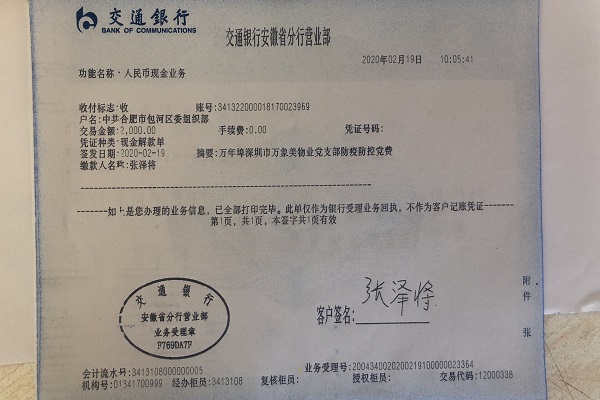 交通銀行
BANK OF COMMUNICATIONS
交通银行安徽省分行营业部
2020年02月19日 10:05:41
功能名称·人民币现金业务
收付标志:收 账号:341322000018170023969
户名:中共合肥市包河区委组织部
交易金额:2,000.00 手续费:0.00 凭证号码:
凭证种类:现金解款单
签发日期:2020-02-19 摘要:万年埠深圳市万象美物业党支部防疫防控党费
缴款人名称:张泽将
如上是您办理的业务信息，已全部打印完毕。此单仅作为银行受理业务回执，不作为客户记账凭证
第1页，共1页，本签字共1页有效
交通银行
安徽省分行营业部
业务受理章
F769DA7F
客户签名: 张泽将
附件 张
业务受理号:2004340020200219100000023364
会计流水号:3413108000000005
机构号:01341700999 经办柜员:3413108 复核柜员: 授权柜员: 交易代码:12000338